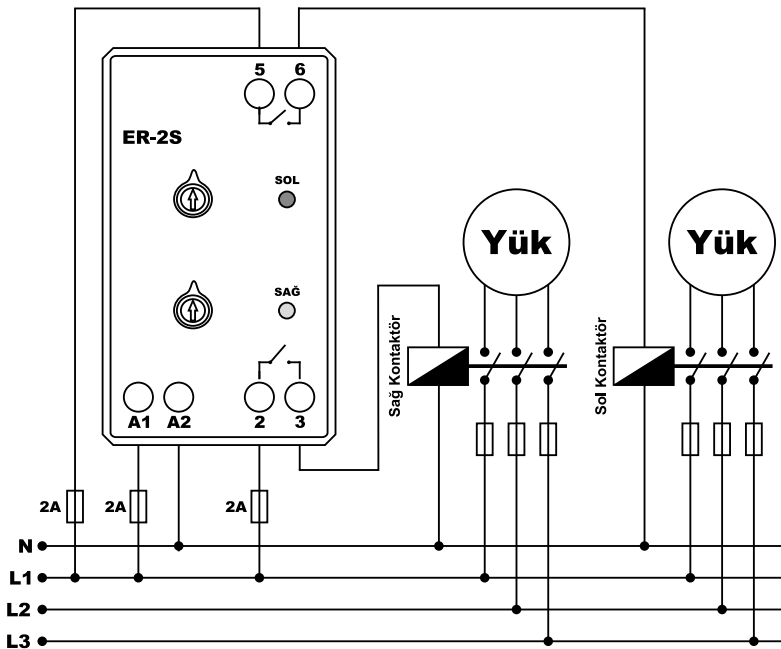 5 6
ER-2S
SOL
SAĞ
Yük Yük
Sağ Kontaktör
Sol Kontaktör
A1 A2 2 3
2A 2A 2A
N
L1
L2
L3